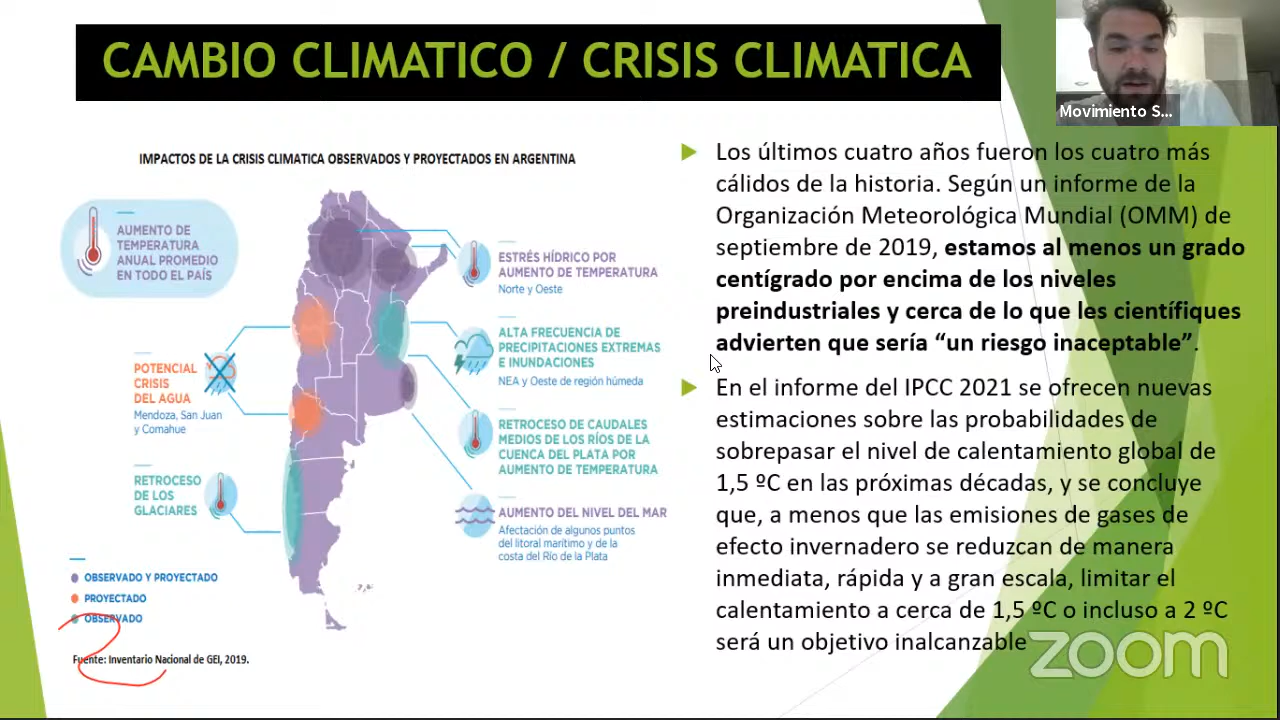 CAMBIO CLIMATICO / CRISIS CLIMATICA
Movimiento S...
IMPACTOS DE LA CRISIS CLIMATICA OBSERVADOS Y PROYECTADOS EN ARGENTINA
AUMENTO DE
TEMPERATURA
ANUAL PROMEDIO
EN TODO EL PAÍS
POTENCIAL
CRISIS
DEL AGUA
Mendoza, San Juan
y Comahue
RETROCESO
DE LOS
GLACIARES
ESTRÉS HÍDRICO POR
AUMENTO DE TEMPERATURA
Norte y Oeste
ALTA FRECUENCIA DE
PRECIPITACIONES EXTREMAS
E INUNDACIONES
NEA y Oeste de región húmeda
RETROCESO DE CAUDALES
MEDIOS DE LOS RÍOS DE LA
CUENCA DEL PLATA POR
AUMENTO DE TEMPERATURA
AUMENTO DEL NIVEL DEL MAR
Afectación de algunos puntos
del litoral marítimo y de la
costa del Río de la Plata
OBSERVADO Y PROYECTADO
PROYECTADO
OBSERVADO
Fuente: Inventario Nacional de GEI, 2019.
Los últimos cuatro años fueron los cuatro más
cálidos de la historia. Según un informe de la
Organización Meteorológica Mundial (OMM) de
septiembre de 2019, estamos al menos un grado
centígrado por encima de los niveles
preindustriales y cerca de lo que les científiques
advierten que sería “un riesgo inaceptable”.
En el informe del IPCC 2021 se ofrecen nuevas
estimaciones sobre las probabilidades de
sobrepasar el nivel de calentamiento global de
1,5 ºC en las próximas décadas, y se concluye
que, a menos que las emisiones de gases de
efecto invernadero se reduzcan de manera
inmediata, rápida y a gran escala, limitar el
calentamiento a cerca de 1,5 ºC o incluso a 2 ºC
será un objetivo inalcanzable
zoom